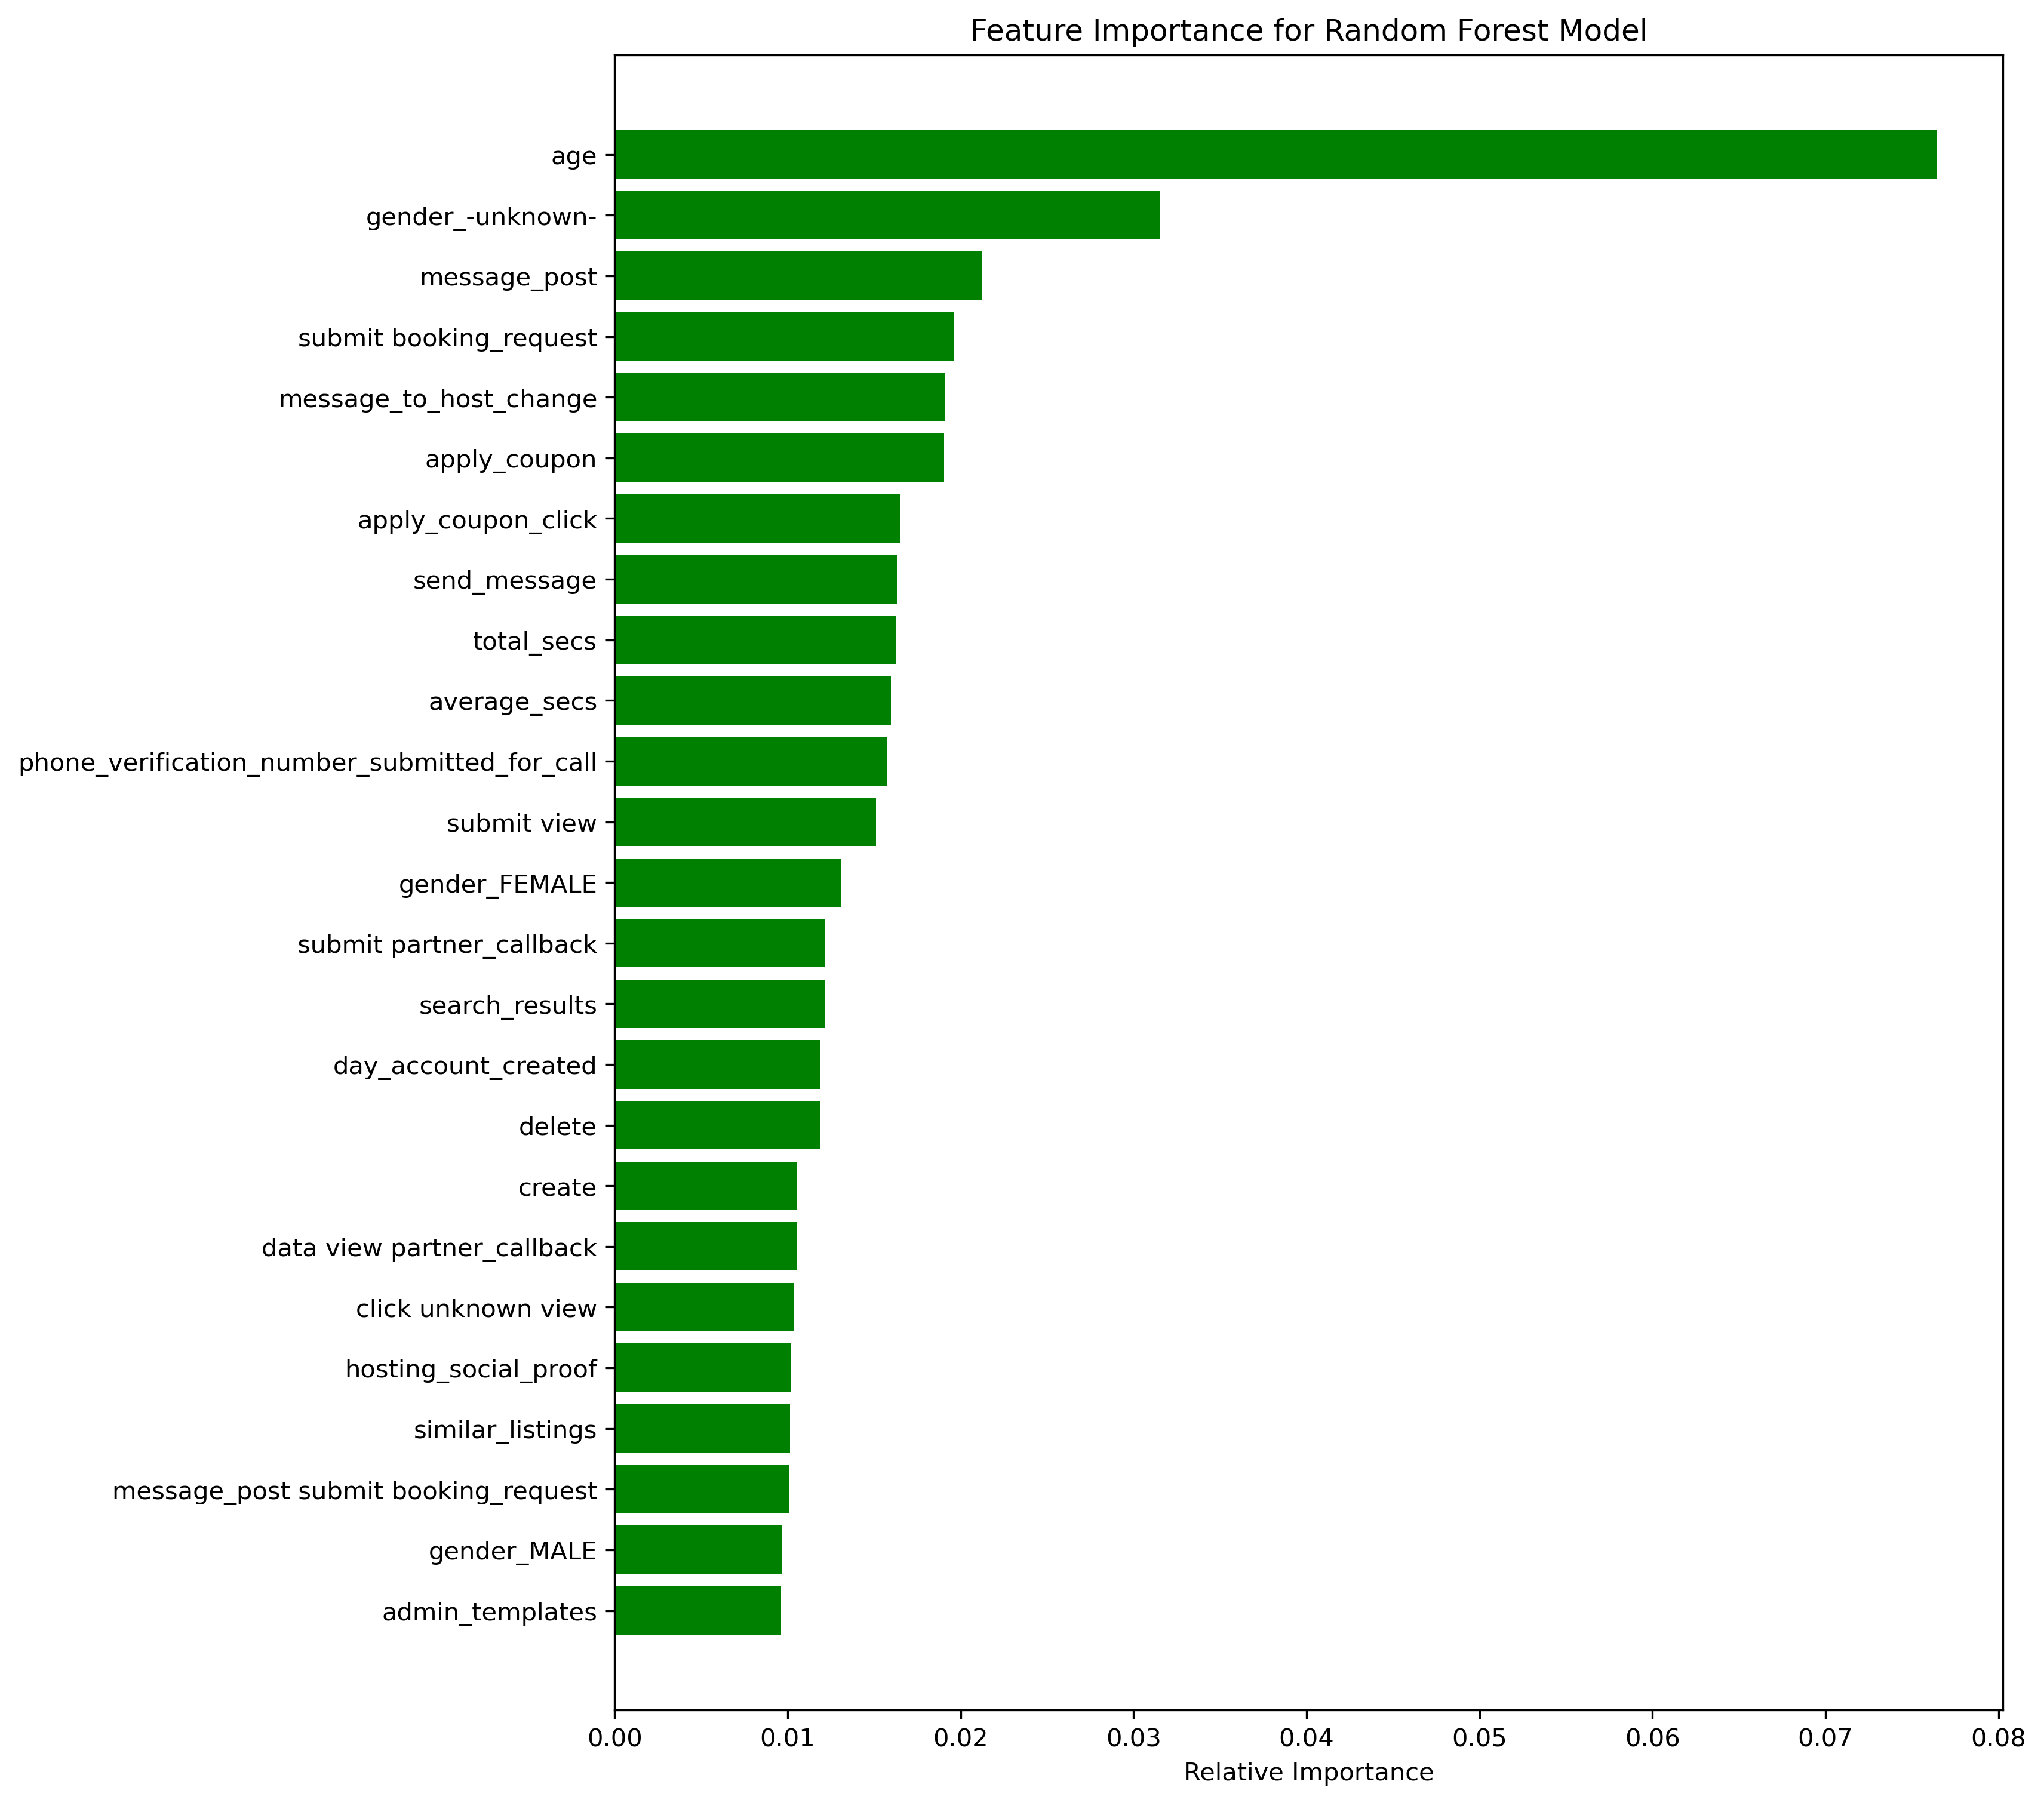 Feature Importance for Random Forest Model
age
gender_-unknown-
message_post
submit booking_request
message_to_host_change
apply_coupon
apply_coupon_click
send_message
total_secs
average_secs
phone_verification_number_submitted_for_call
submit view
gender_FEMALE
submit partner_callback
search_results
day_account_created
delete
create
data view partner_callback
click unknown view
hosting_social_proof
similar_listings
message_post submit booking_request
gender_MALE
admin_templates
0.00 0.01 0.02 0.03 0.04 0.05 0.06 0.07 0.08
Relative Importance